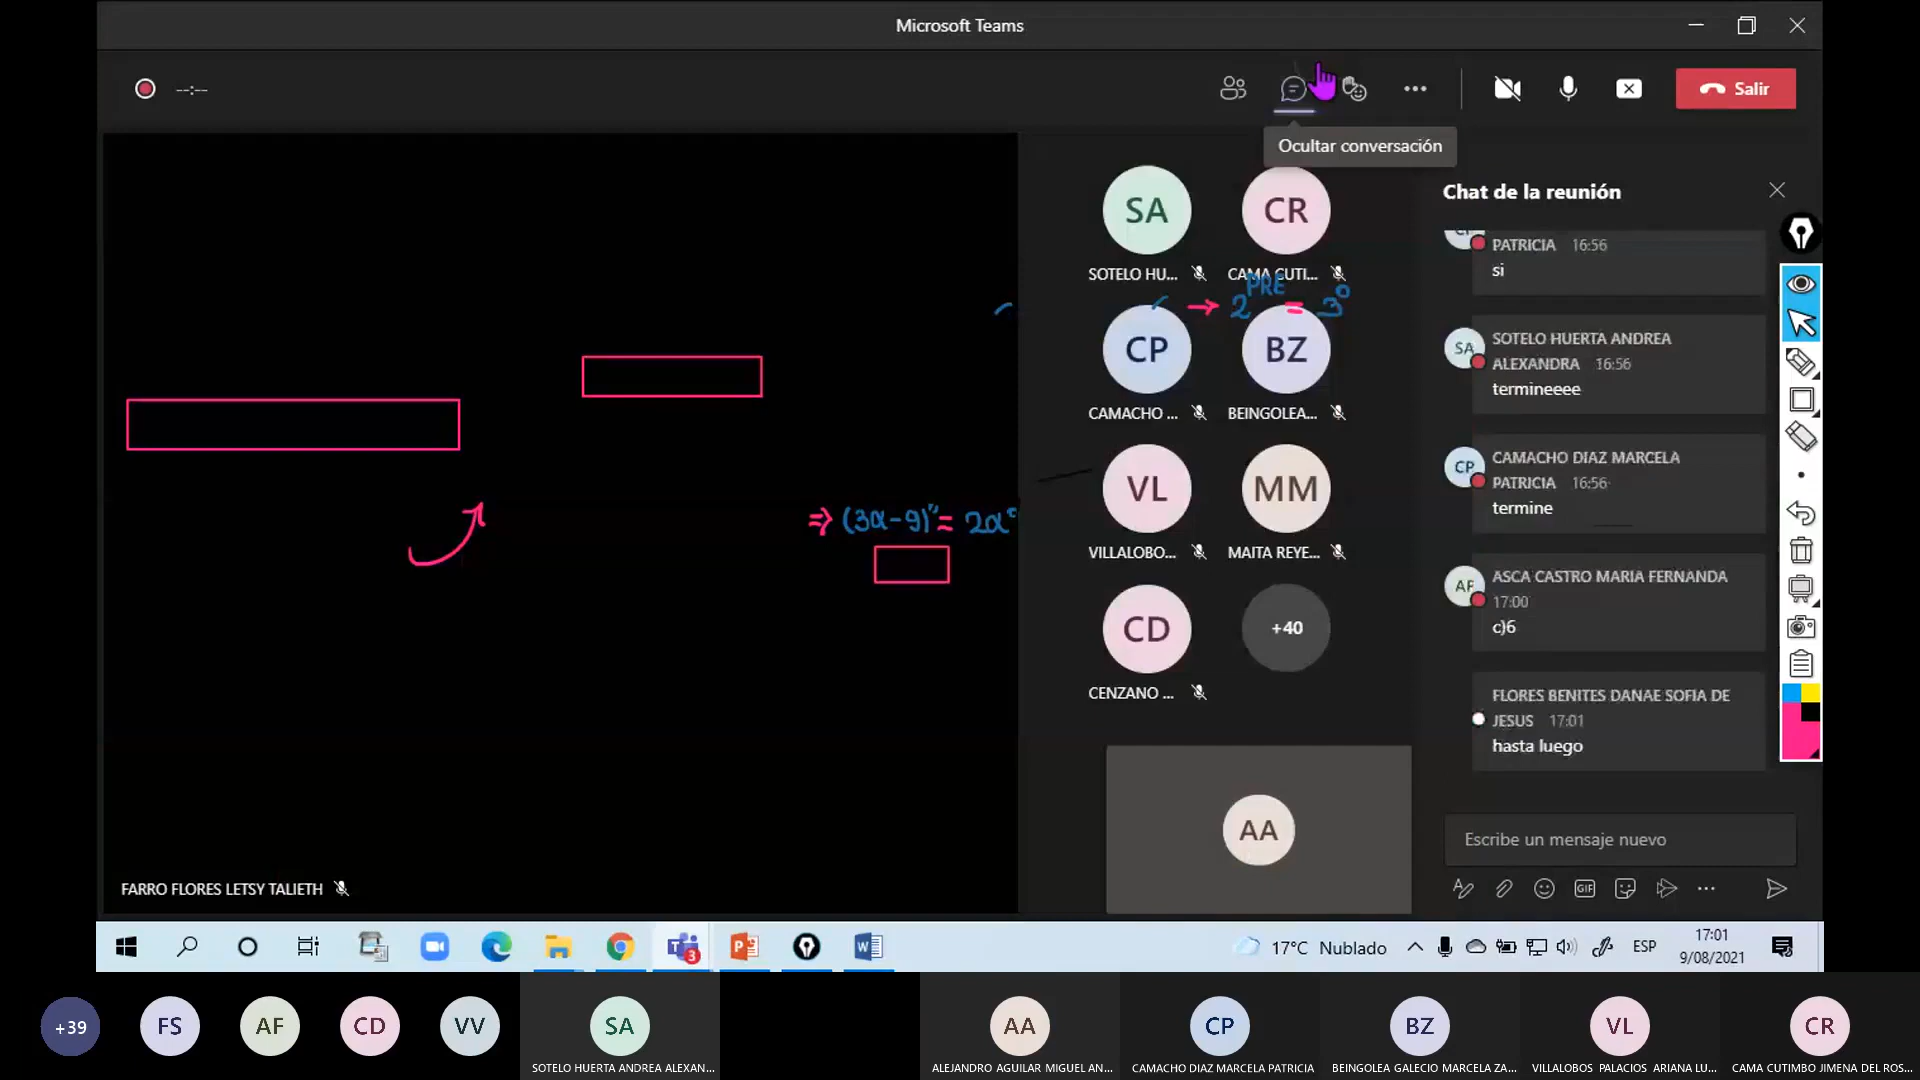 Microsoft Teams
--:--
Salir
Ocultar conversación
SA
CR
SOTELO HU...
CAMA CUTI...
→ 2^PRE = 3°
CP
BZ
CAMACHO ...
BEINGOLEA...
VL
MM
VILLALOBO...
MAITA REYE...
⇒ (3α-9)" = 2α°
CD
+40
CENZANO ...
AA
FARRO FLORES LETSY TALIETH
Chat de la reunión
PATRICIA 16:56
si
SA
SOTELO HUERTA ANDREA
ALEXANDRA 16:56
termineeee
CP
CAMACHO DIAZ MARCELA
PATRICIA 16:56
termine
AF
ASCA CASTRO MARIA FERNANDA
17:00
c)6
FLORES BENITES DANAE SOFIA DE
JESUS 17:01
hasta luego
Escribe un mensaje nuevo
GIF
3
17°C Nublado
ESP
17:01
9/08/2021
+39
FS
AF
CD
VV
SA
AA
CP
BZ
VL
CR
SOTELO HUERTA ANDREA ALEXAN...
ALEJANDRO AGUILAR MIGUEL AN...
CAMACHO DIAZ MARCELA PATRICIA
BEINGOLEA GALECIO MARCELA ZA...
VILLALOBOS PALACIOS ARIANA LU...
CAMA CUTIMBO JIMENA DEL ROS...